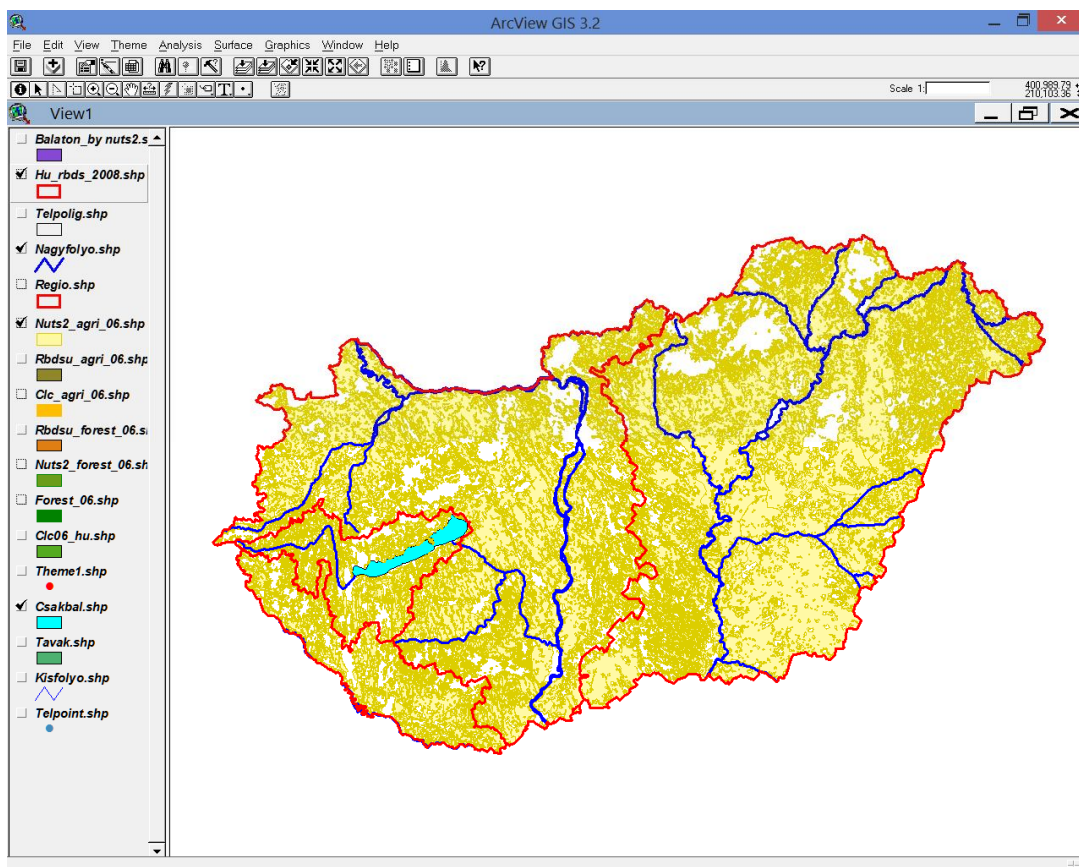 ArcView GIS 3.2
File Edit View Theme Analysis Surface Graphics Window Help
Scale 1: 400,989.79
210,103.36
View1
Balaton_by nuts2.s
Hu_rbds_2008.shp
Telpolig.shp
Nagyfolyo.shp
Regio.shp
Nuts2_agri_06.shp
Rbdsu_agri_06.shp
Clc_agri_06.shp
Rbdsu_forest_06.sh
Nuts2_forest_06.sh
Forest_06.shp
Clc06_hu.shp
Theme1.shp
Csakbal.shp
Tavak.shp
Kisfolyo.shp
Telpoint.shp